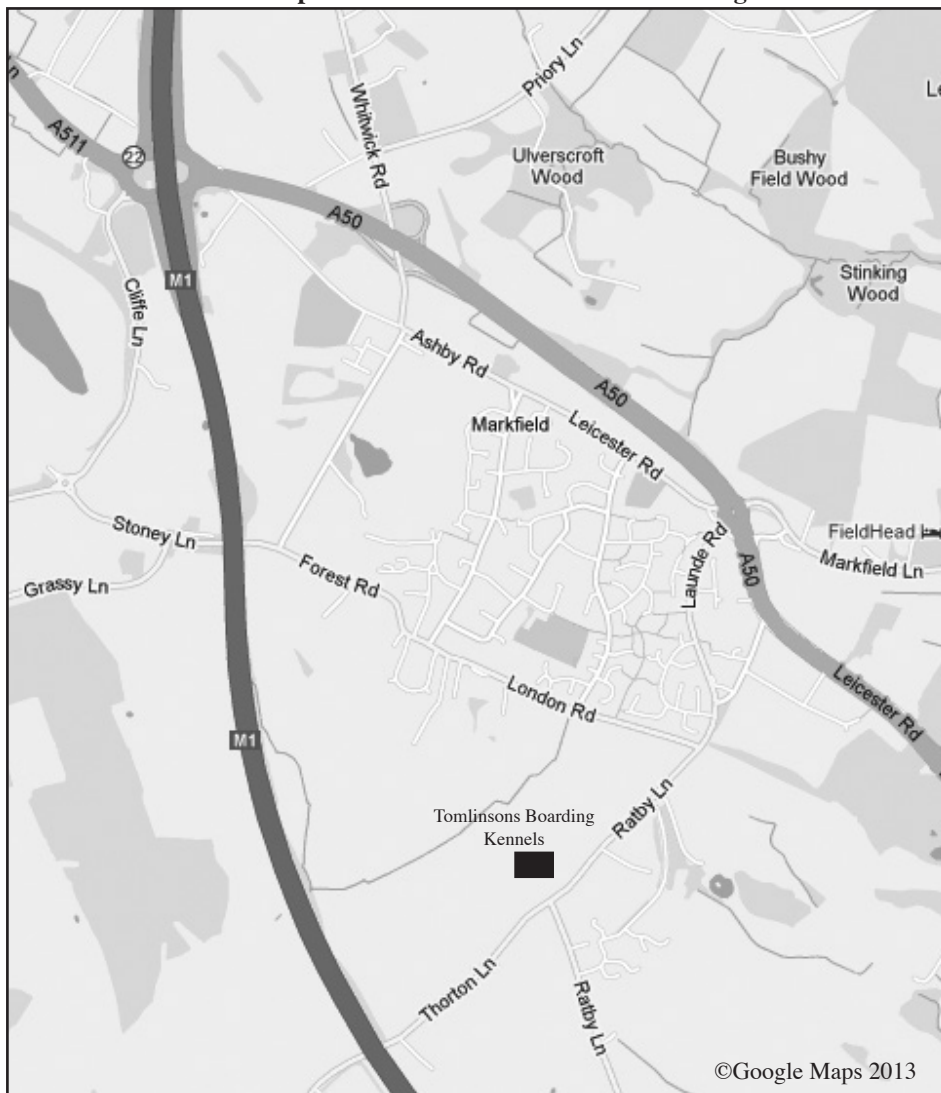 Priory Ln
Whitwick Rd
A511
22
Ulverscroft
Wood
Bushy
Field Wood
A50
M1
Cliffe Ln
Stinking
Wood
Ashby Rd
A50
Markfield
Leicester Rd
Stoney Ln
Launde Rd
FieldHead
Markfield Ln
A50
Forest Rd
Grassy Ln
London Rd
Leicester Rd
M1
Ratby Ln
Tomlinsons Boarding
Kennels
Thorton Ln
Ratby Ln
©Google Maps 2013